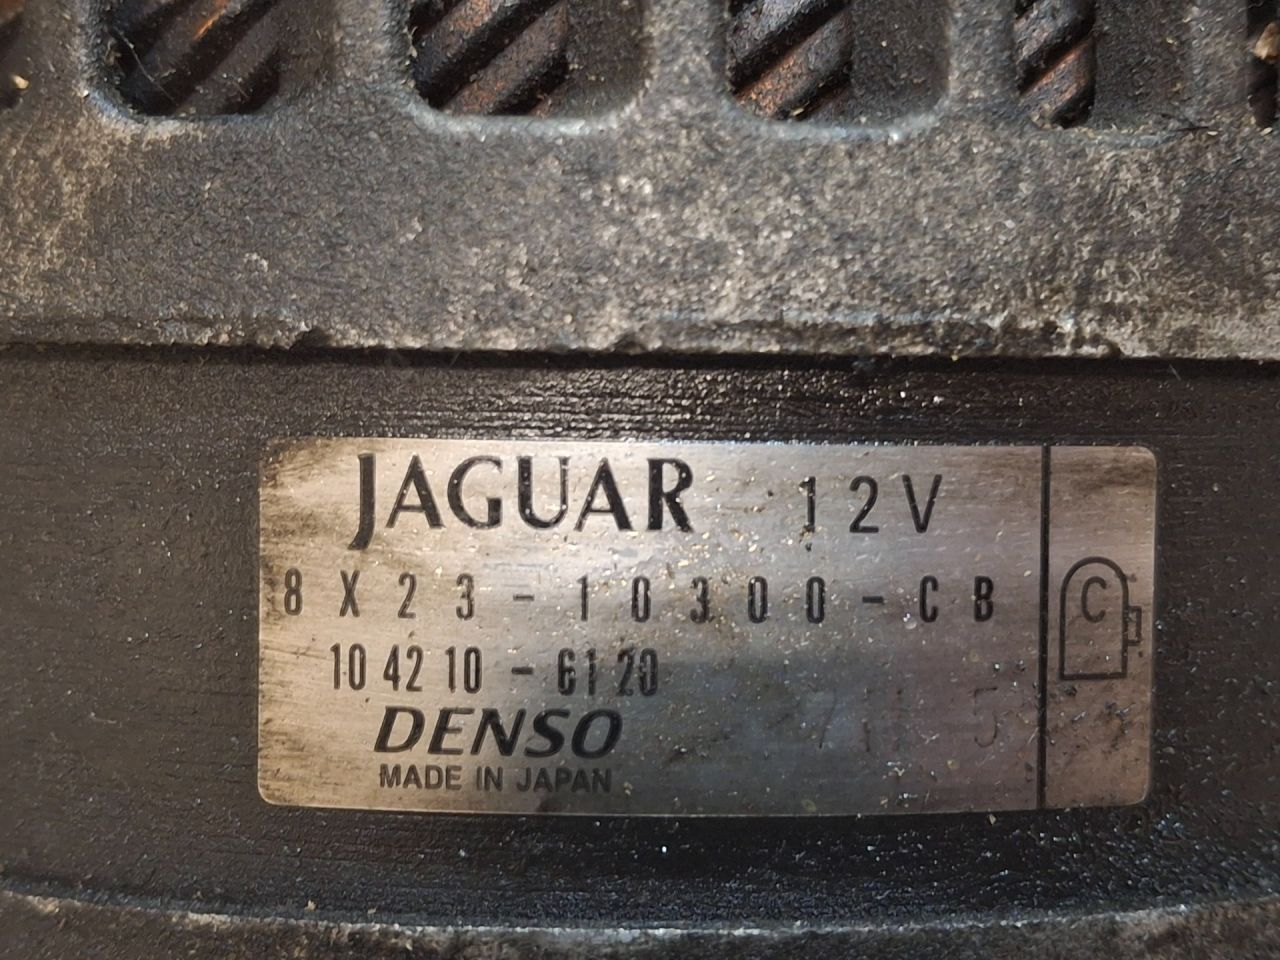 JAGUAR 12V
8X23-10300-CB
C
104210-6120
DENSO
MADE IN JAPAN